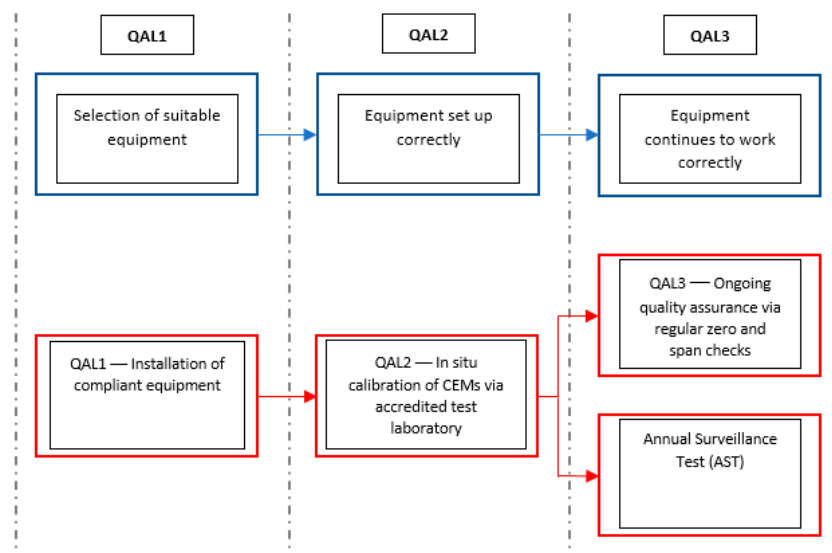 QAL1
QAL2
QAL3
Selection of suitable
equipment
Equipment set up
correctly
Equipment
continues to work
correctly
QAL1 — Installation of
compliant equipment
QAL2 — In situ
calibration of CEMs via
accredited test
laboratory
QAL3 — Ongoing
quality assurance via
regular zero and
span checks
Annual Surveillance
Test (AST)